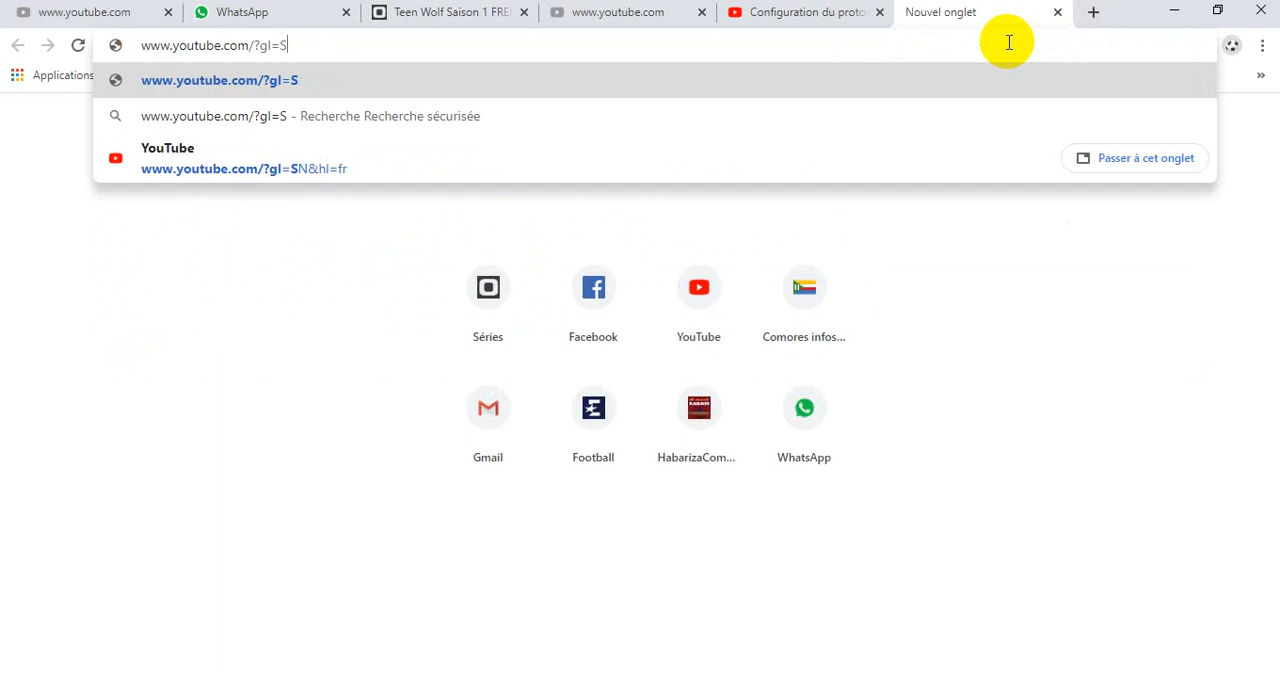 www.youtube.com
WhatsApp
Teen Wolf Saison 1 FRE
www.youtube.com
Configuration du proto
Nouvel onglet
www.youtube.com/?gl=S
Applications
www.youtube.com/?gl=S
www.youtube.com/?gl=S - Recherche Recherche sécurisée
YouTube
www.youtube.com/?gl=SN&hl=fr
Passer à cet onglet
Séries
Facebook
YouTube
Comores infos...
Gmail
Football
HabarizaCom...
WhatsApp